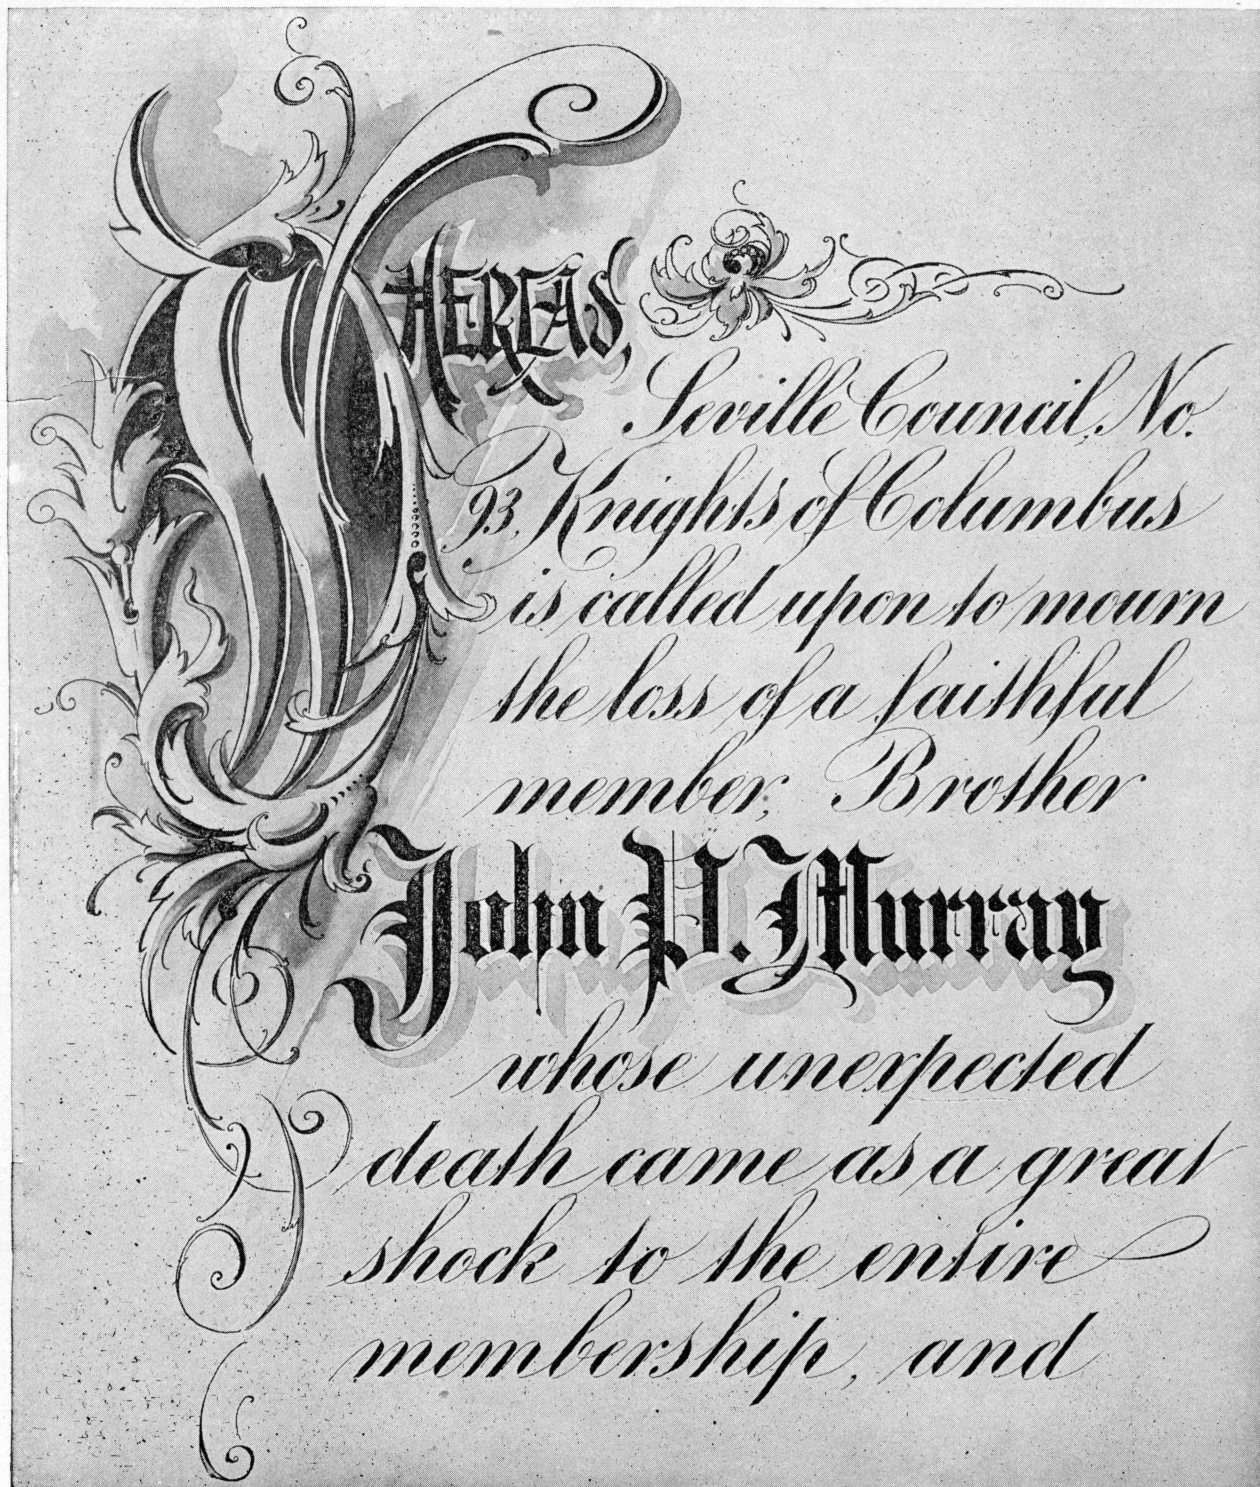 WHEREAS,
Seville Council, No.
93, Knights of Columbus
is called upon to mourn
the loss of a faithful
member, Brother
John P. Murray
whose unexpected
death came as a great
shock to the entire
membership, and